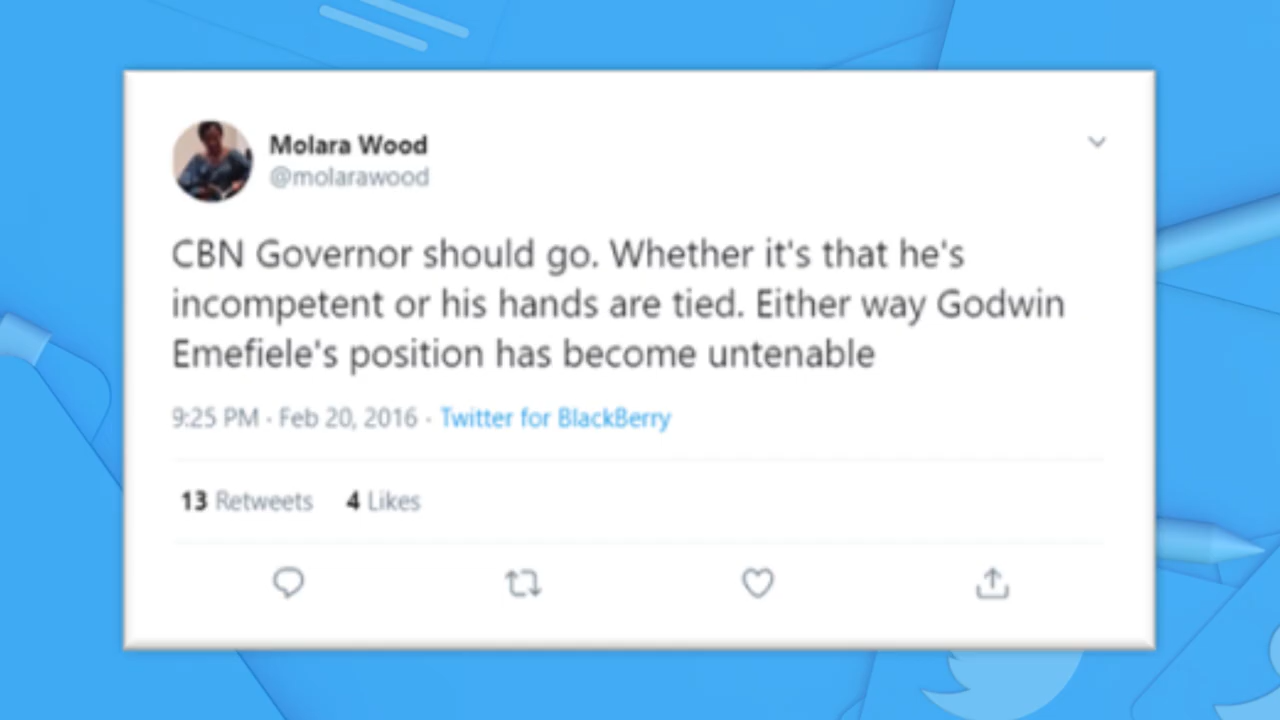 Molara Wood
@molarawood
CBN Governor should go. Whether it's that he's
incompetent or his hands are tied. Either way Godwin
Emefiele's position has become untenable
9:25 PM · Feb 20, 2016 · Twitter for BlackBerry
13 Retweets 4 Likes